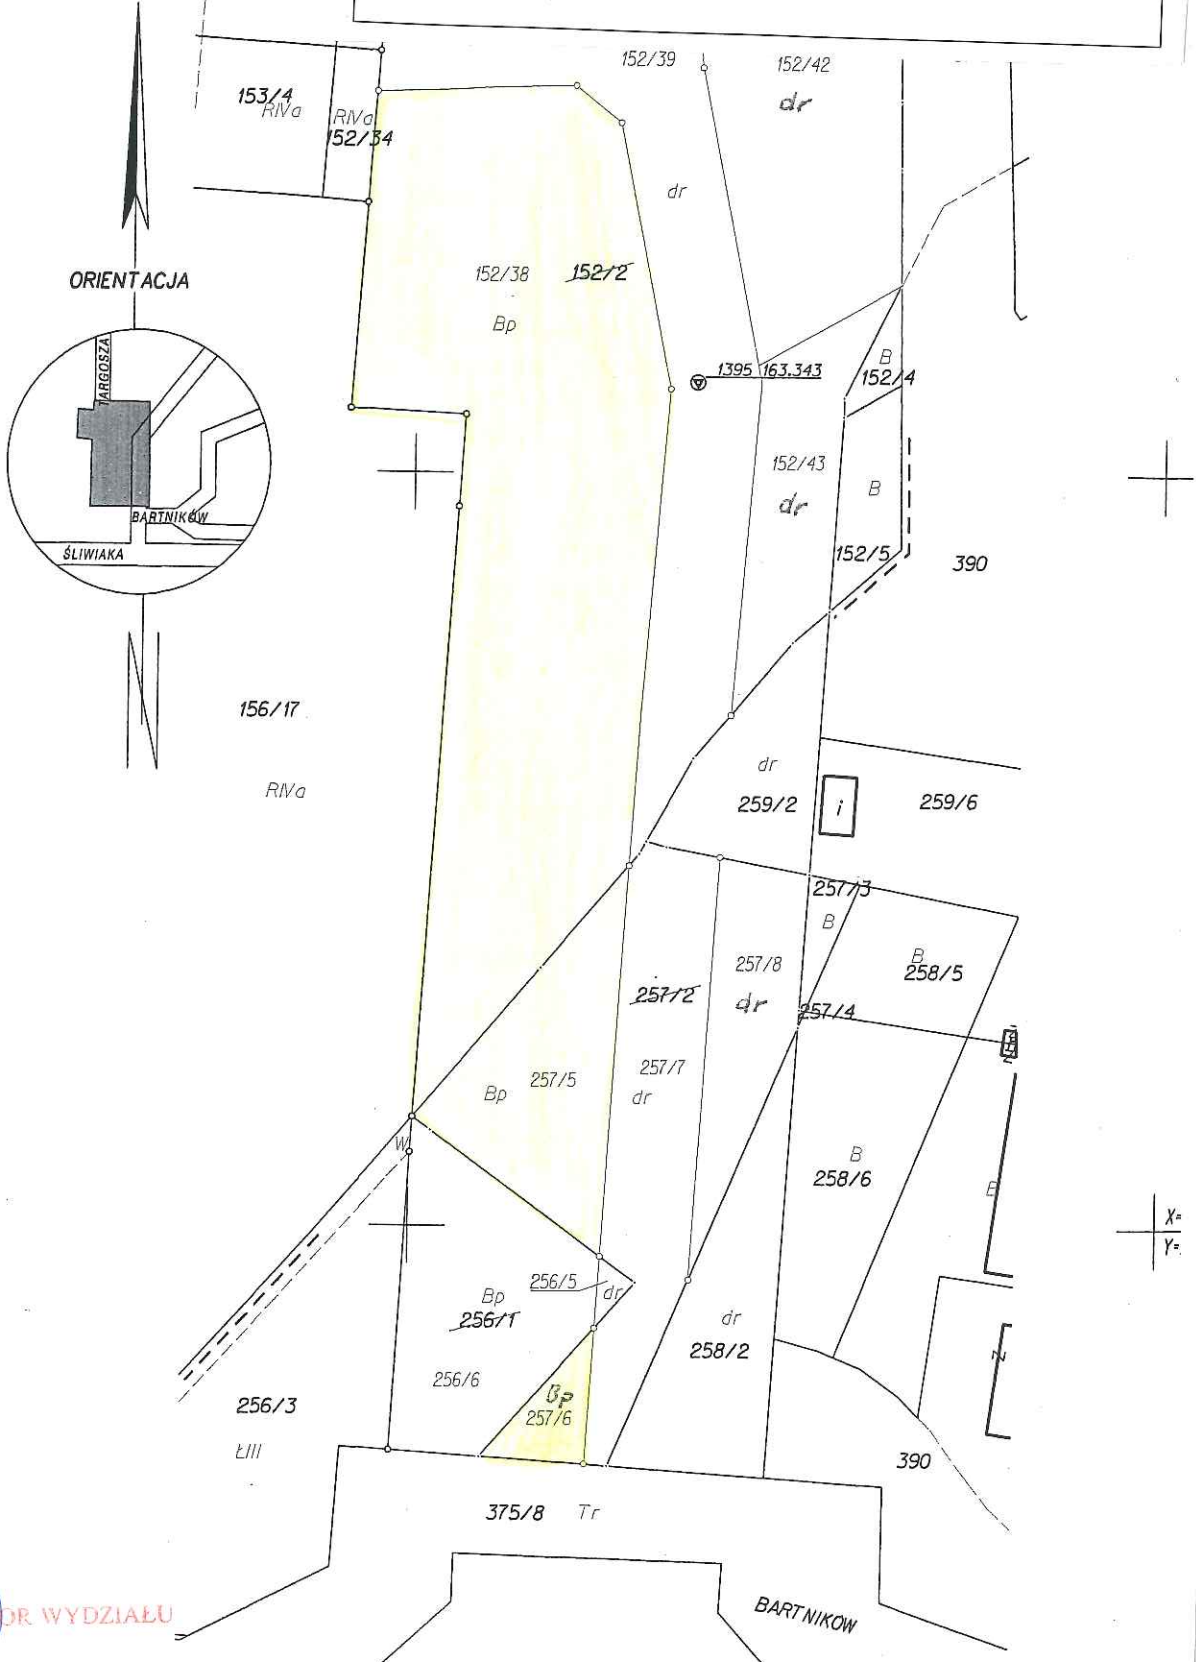 152/39
152/42
dr
153/4
RIVa
RIVa
152/34
dr
152/38
152/2
Bp
ORIENTACJA
TARGOSZA
BARTNIKÓW
ŚLIWIAKA
1395 163.343
B
152/4
152/43
dr
B
152/5
390
156/17
RIVa
dr
259/2
i
259/6
257/3
B
B
258/5
257/8
dr
257/2
257/4
257/7
dr
Bp
257/5
W
B
258/6
B
X=
Y=
256/5
dr
Bp
256/1
256/6
dr
258/2
Bp
257/6
256/3
ŁIII
390
375/8 Tr
BARTNIKÓW
OR WYDZIAŁU